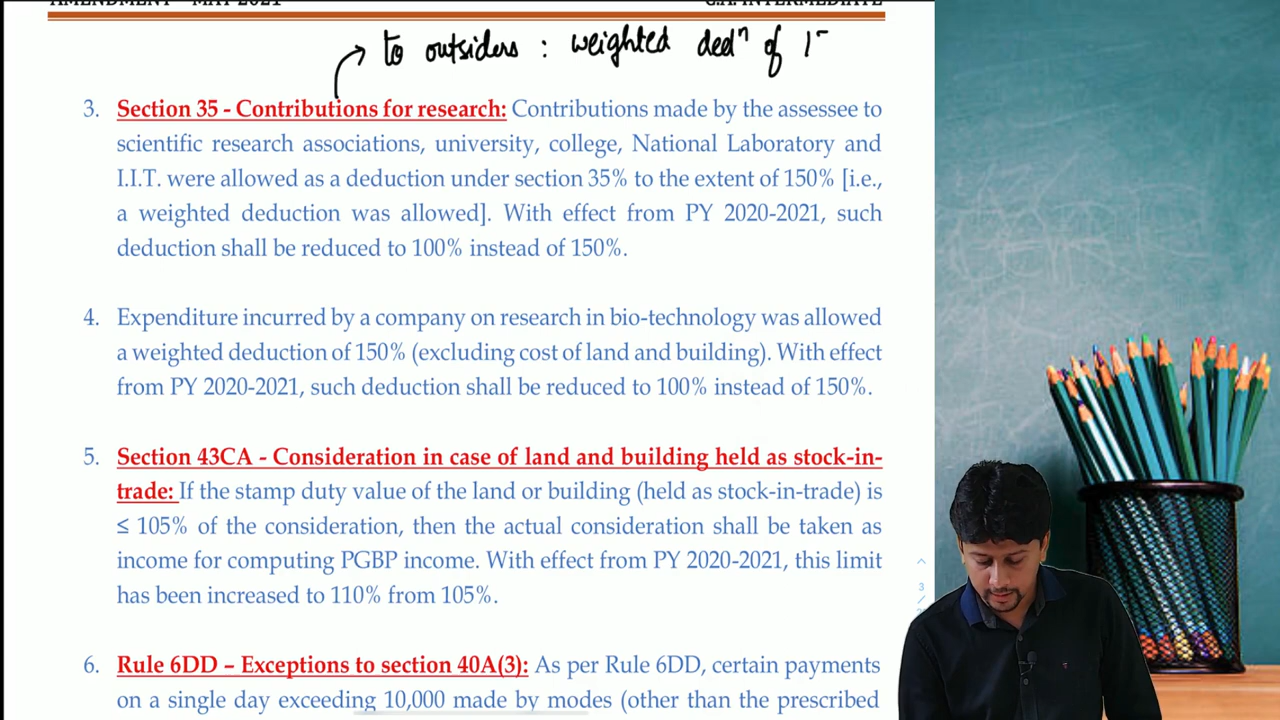 AMENDMENT - MAY 2021 C.A. INTERMEDIATE
to outsiders : weighted dedⁿ of
3. Section 35 - Contributions for research: Contributions made by the assessee to
scientific research associations, university, college, National Laboratory and
I.I.T. were allowed as a deduction under section 35% to the extent of 150% [i.e.,
a weighted deduction was allowed]. With effect from PY 2020-2021, such
deduction shall be reduced to 100% instead of 150%.
4. Expenditure incurred by a company on research in bio-technology was allowed
a weighted deduction of 150% (excluding cost of land and building). With effect
from PY 2020-2021, such deduction shall be reduced to 100% instead of 150%.
5. Section 43CA - Consideration in case of land and building held as stock-in-
trade: If the stamp duty value of the land or building (held as stock-in-trade) is
≤ 105% of the consideration, then the actual consideration shall be taken as
income for computing PGBP income. With effect from PY 2020-2021, this limit
has been increased to 110% from 105%.
3
6. Rule 6DD – Exceptions to section 40A(3): As per Rule 6DD, certain payments
on a single day exceeding 10,000 made by modes (other than the prescribed